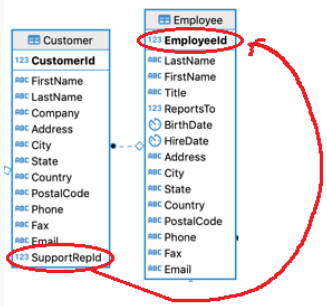 Customer
123 CustomerId
ABC FirstName
ABC LastName
ABC Company
ABC Address
ABC City
ABC State
ABC Country
ABC PostalCode
ABC Phone
ABC Fax
ABC Email
123 SupportRepId
Employee
123 EmployeeId
ABC LastName
ABC FirstName
ABC Title
123 ReportsTo
BirthDate
HireDate
ABC Address
ABC City
ABC State
ABC Country
ABC PostalCode
ABC Phone
ABC Fax
ABC Email